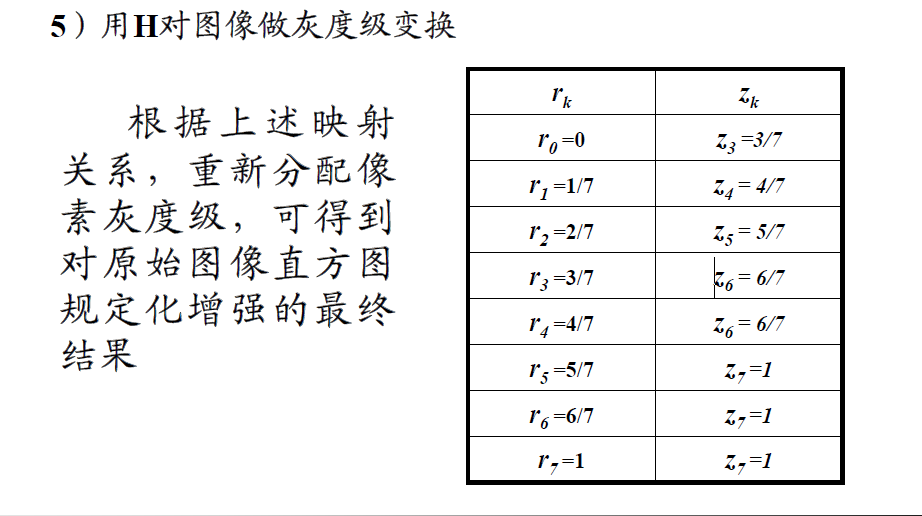 5）用H对图像做灰度级变换
根据上述映射
关系，重新分配像
素灰度级，可得到
对原始图像直方图
规定化增强的最终
结果
r_k z_k
r_0=0 z_3=3/7
r_1=1/7 z_4= 4/7
r_2=2/7 z_5= 5/7
r_3=3/7 z_6= 6/7
r_4=4/7 z_6= 6/7
r_5=5/7 z_7=1
r_6=6/7 z_7=1
r_7=1 z_7=1